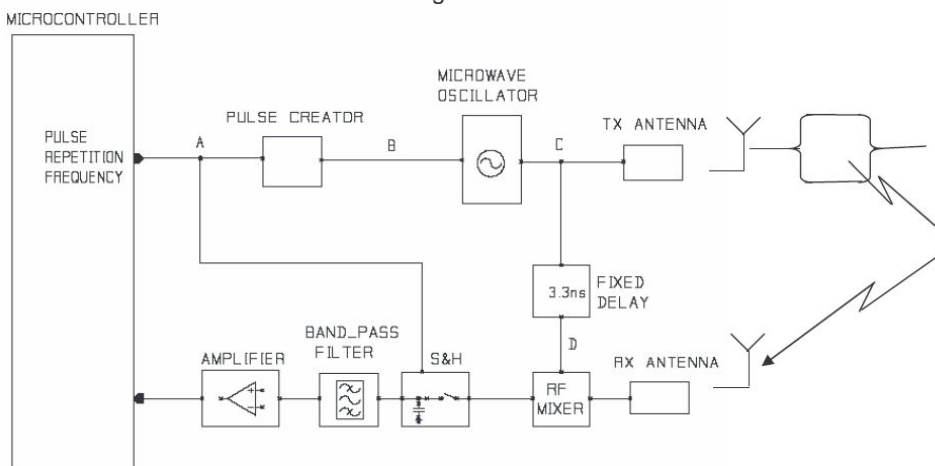 MICROCONTROLLER
MICROWAVE
OSCILLATOR
PULSE CREATOR
TX ANTENNA
A
B
C
PULSE
REPETITION
FREQUENCY
3.3ns
FIXED
DELAY
BAND_PASS
FILTER
D
AMPLIFIER
S&H
RX ANTENNA
RF
MIXER